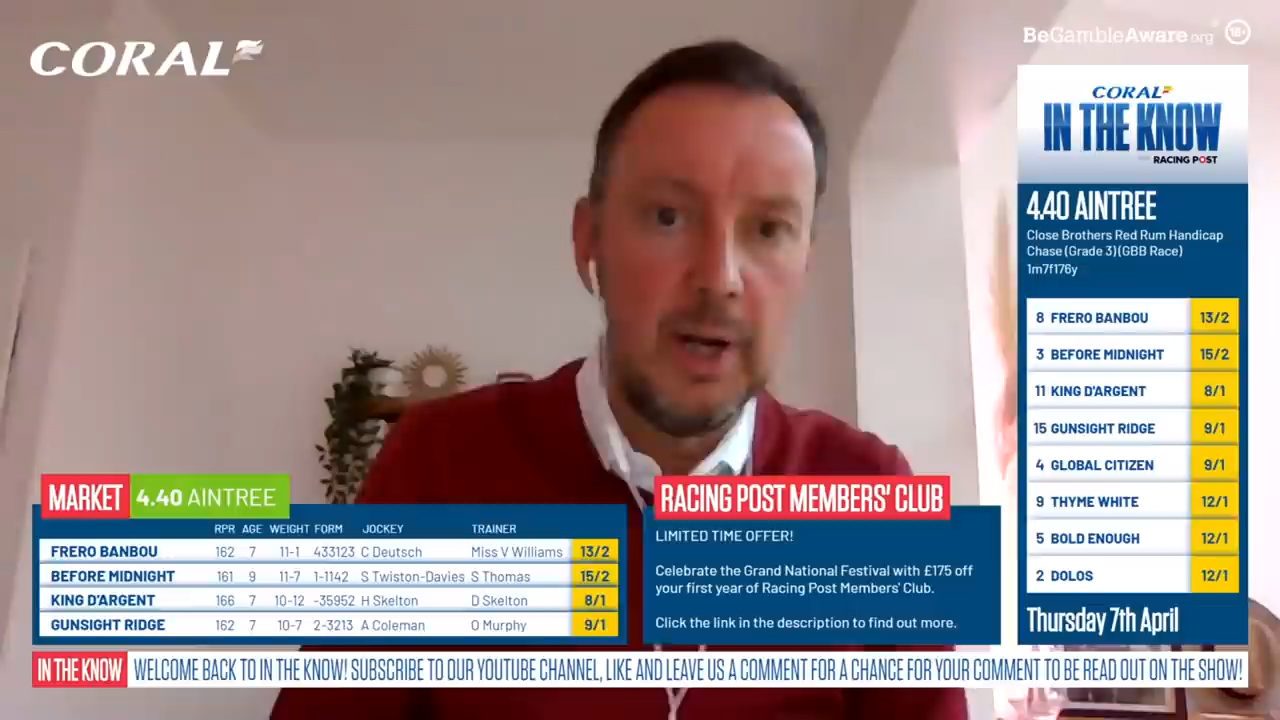 CORAL
BeGambleAware.org 18+
CORAL
IN THE KNOW
RACING POST
4.40 AINTREE
Close Brothers Red Rum Handicap
Chase (Grade 3) (GBB Race)
1m7f176y
8 FRERO BANBOU 13/2
3 BEFORE MIDNIGHT 15/2
11 KING D'ARGENT 8/1
15 GUNSIGHT RIDGE 9/1
4 GLOBAL CITIZEN 9/1
9 THYME WHITE 12/1
5 BOLD ENOUGH 12/1
2 DOLOS 12/1
Thursday 7th April
MARKET 4.40 AINTREE
RPR AGE WEIGHT FORM JOCKEY TRAINER
FRERO BANBOU 162 7 11-1 433123 C Deutsch Miss V Williams 13/2
BEFORE MIDNIGHT 161 9 11-7 1-1142 S Twiston-Davies S Thomas 15/2
KING D'ARGENT 166 7 10-12 -35952 H Skelton D Skelton 8/1
GUNSIGHT RIDGE 162 7 10-7 2-3213 A Coleman O Murphy 9/1
RACING POST MEMBERS' CLUB
LIMITED TIME OFFER!
Celebrate the Grand National Festival with £175 off
your first year of Racing Post Members' Club.
Click the link in the description to find out more.
IN THE KNOW WELCOME BACK TO IN THE KNOW! SUBSCRIBE TO OUR YOUTUBE CHANNEL, LIKE AND LEAVE US A COMMENT FOR A CHANCE FOR YOUR COMMENT TO BE READ OUT ON THE SHOW!